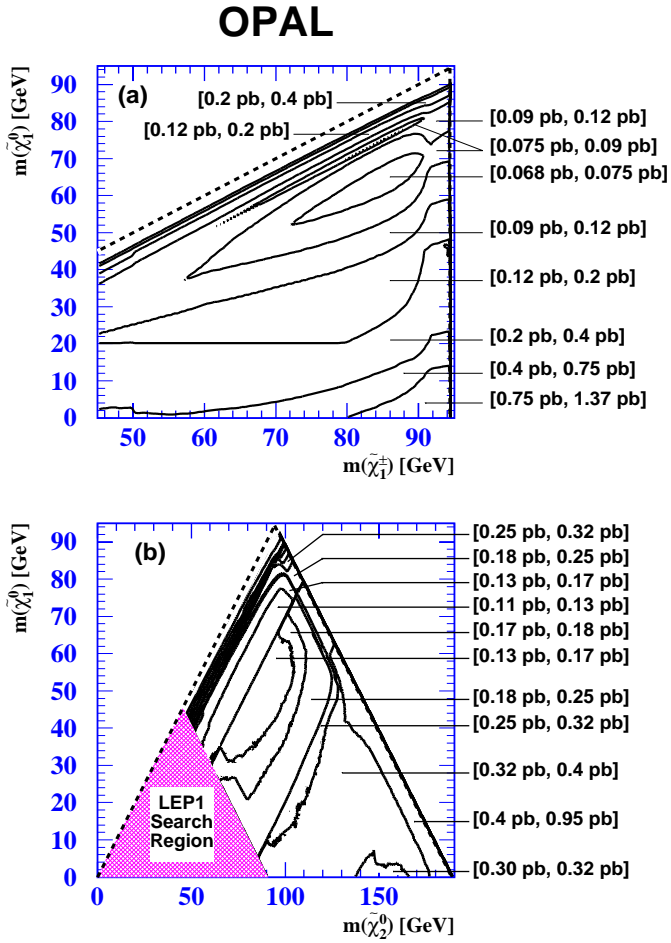 OPAL
(a)
m(χ̃₁⁰) [GeV]
90
80
70
60
50
40
30
20
10
0
[0.2 pb, 0.4 pb]
[0.12 pb, 0.2 pb]
[0.09 pb, 0.12 pb]
[0.075 pb, 0.09 pb]
[0.068 pb, 0.075 pb]
[0.09 pb, 0.12 pb]
[0.12 pb, 0.2 pb]
[0.2 pb, 0.4 pb]
[0.4 pb, 0.75 pb]
[0.75 pb, 1.37 pb]
50 60 70 80 90
m(χ̃₁±) [GeV]
(b)
m(χ̃₁⁰) [GeV]
90
80
70
60
50
40
30
20
10
0
[0.25 pb, 0.32 pb]
[0.18 pb, 0.25 pb]
[0.13 pb, 0.17 pb]
[0.11 pb, 0.13 pb]
[0.17 pb, 0.18 pb]
[0.13 pb, 0.17 pb]
[0.18 pb, 0.25 pb]
[0.25 pb, 0.32 pb]
[0.32 pb, 0.4 pb]
[0.4 pb, 0.95 pb]
[0.30 pb, 0.32 pb]
LEP1
Search
Region
0 50 100 150
m(χ̃₂⁰) [GeV]